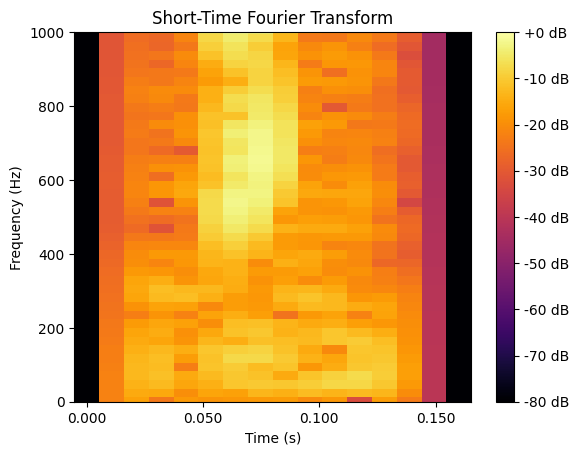 Short-Time Fourier Transform
Frequency (Hz)
1000
800
600
400
200
0
0.000
0.050
0.100
0.150
Time (s)
+0 dB
-10 dB
-20 dB
-30 dB
-40 dB
-50 dB
-60 dB
-70 dB
-80 dB